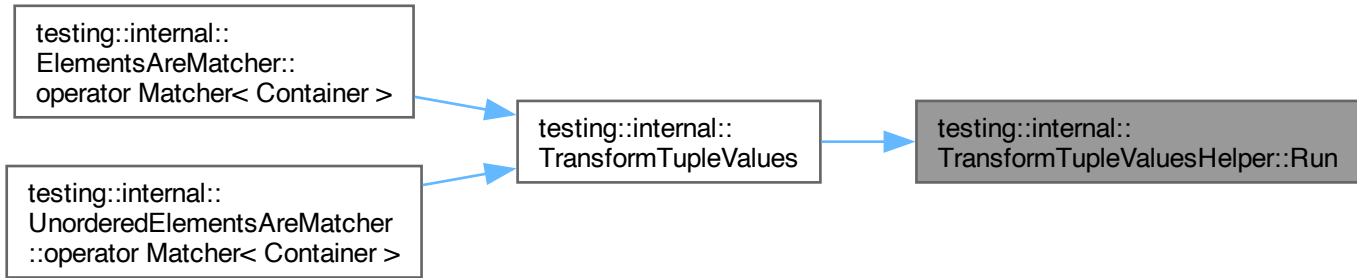 testing::internal::
ElementsAreMatcher::
operator Matcher< Container >
testing::internal::
UnorderedElementsAreMatcher
::operator Matcher< Container >
testing::internal::
TransformTupleValues
testing::internal::
TransformTupleValuesHelper::Run